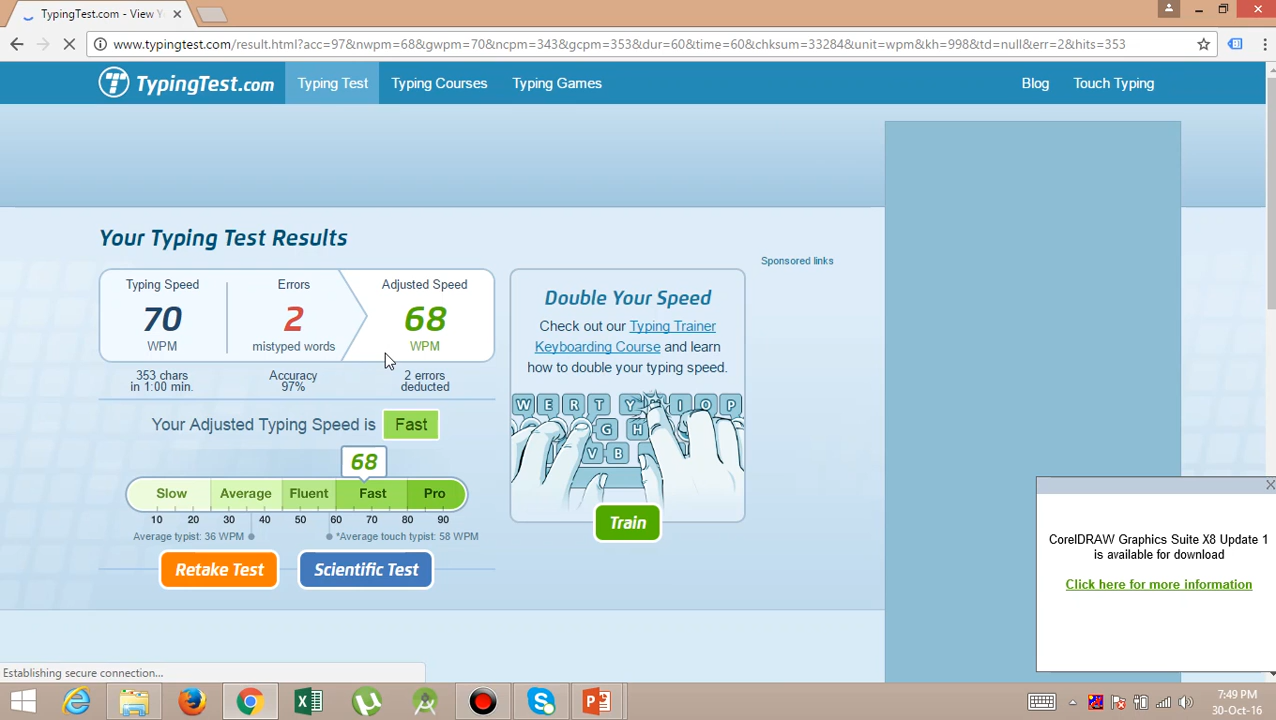 TypingTest.com - View Y
www.typingtest.com/result.html?acc=97&nwpm=68&gwpm=70&ncpm=343&gcpm=353&dur=60&time=60&chksum=33284&unit=wpm&kh=998&td=null&err=2&hits=353
TypingTest.com Typing Test Typing Courses Typing Games Blog Touch Typing
Your Typing Test Results
Sponsored links
Typing Speed Errors Adjusted Speed
70 2 68
WPM mistyped words WPM
353 chars in 1:00 min.
Accuracy 97%
2 errors deducted
Your Adjusted Typing Speed is Fast
68
Slow Average Fluent Fast Pro
10 20 30 40 50 60 70 80 90
Average typist: 36 WPM *Average touch typist: 58 WPM
Retake Test Scientific Test
Double Your Speed
Check out our Typing Trainer
Keyboarding Course and learn
how to double your typing speed.
W E R T Y I O P
G H
V B
Train
X
CorelDRAW Graphics Suite X8 Update 1
is available for download
Click here for more information
Establishing secure connection...
7:49 PM
30-Oct-16